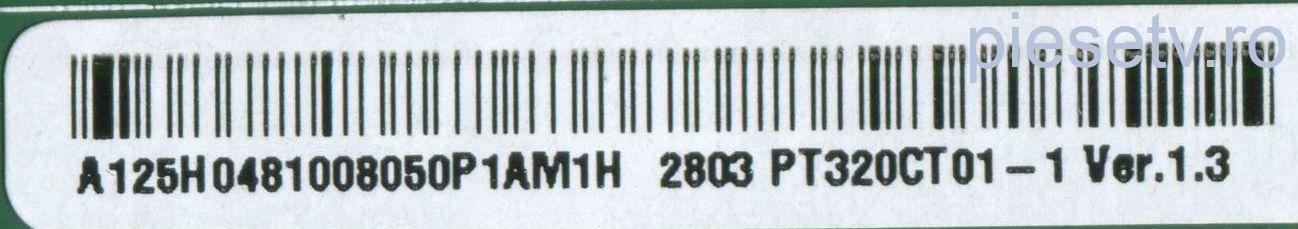 piesetv.ro
A125H0481008050P1AM1H 2803 PT320CT01-1 Ver.1.3